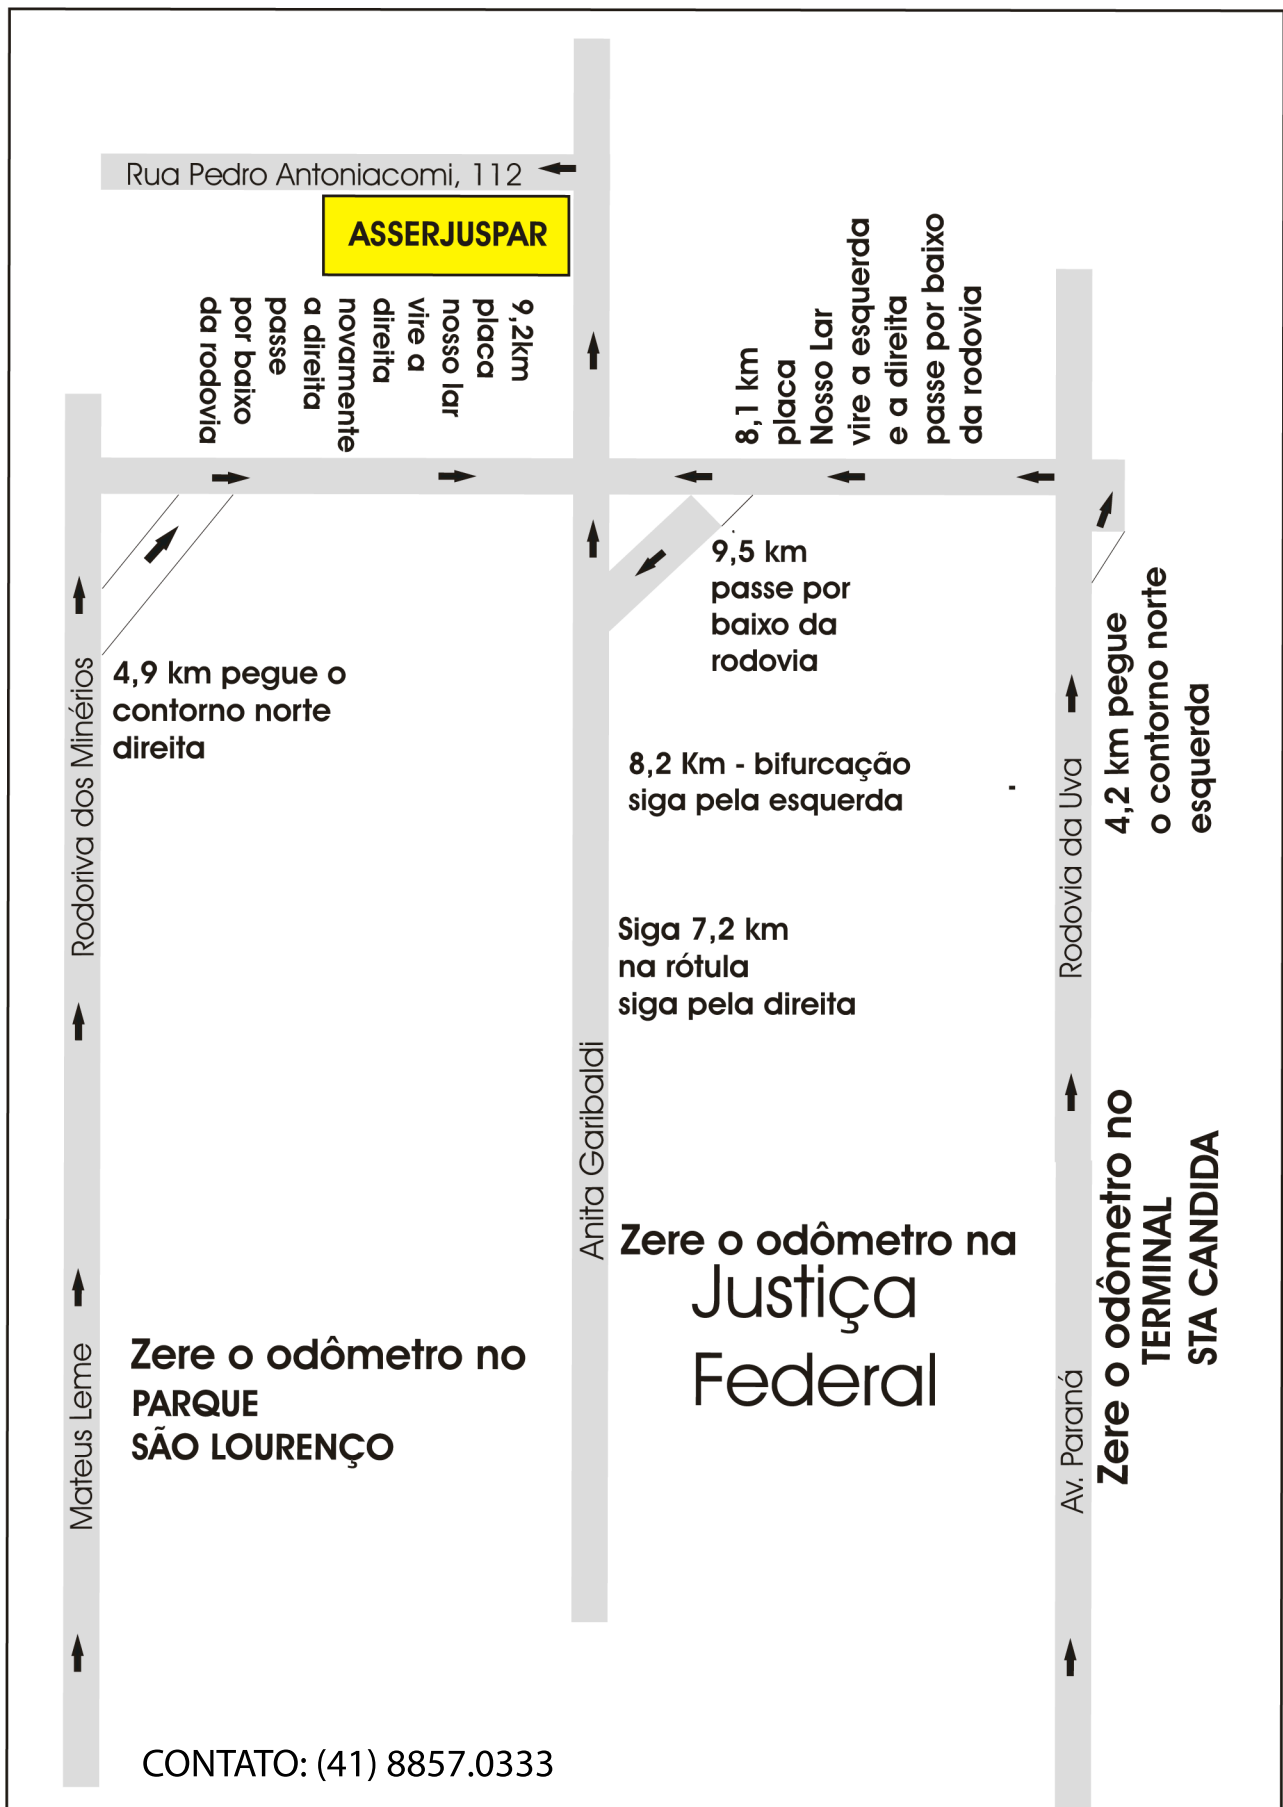 Rua Pedro Antoniacomi, 112
ASSERJUSPAR
9,2km
placa
nosso lar
vire a
direita
novamente
a direita
passe
por baixo
da rodovia
8,1 km
placa
Nosso Lar
vire a esquerda
e a direita
passe por baixo
da rodovia
9,5 km
passe por
baixo da
rodovia
4,9 km pegue o
contorno norte
direita
Rodoriva dos Minérios
8,2 Km - bifurcação
siga pela esquerda
-
4,2 km pegue
o contorno norte
esquerda
Rodovia da Uva
Siga 7,2 km
na rótula
siga pela direita
Anita Garibaldi
Zere o odômetro na
Justiça
Federal
Zere o odômetro no
TERMINAL
STA CANDIDA
Av. Paraná
Zere o odômetro no
PARQUE
SÃO LOURENÇO
Mateus Leme
CONTATO: (41) 8857.0333